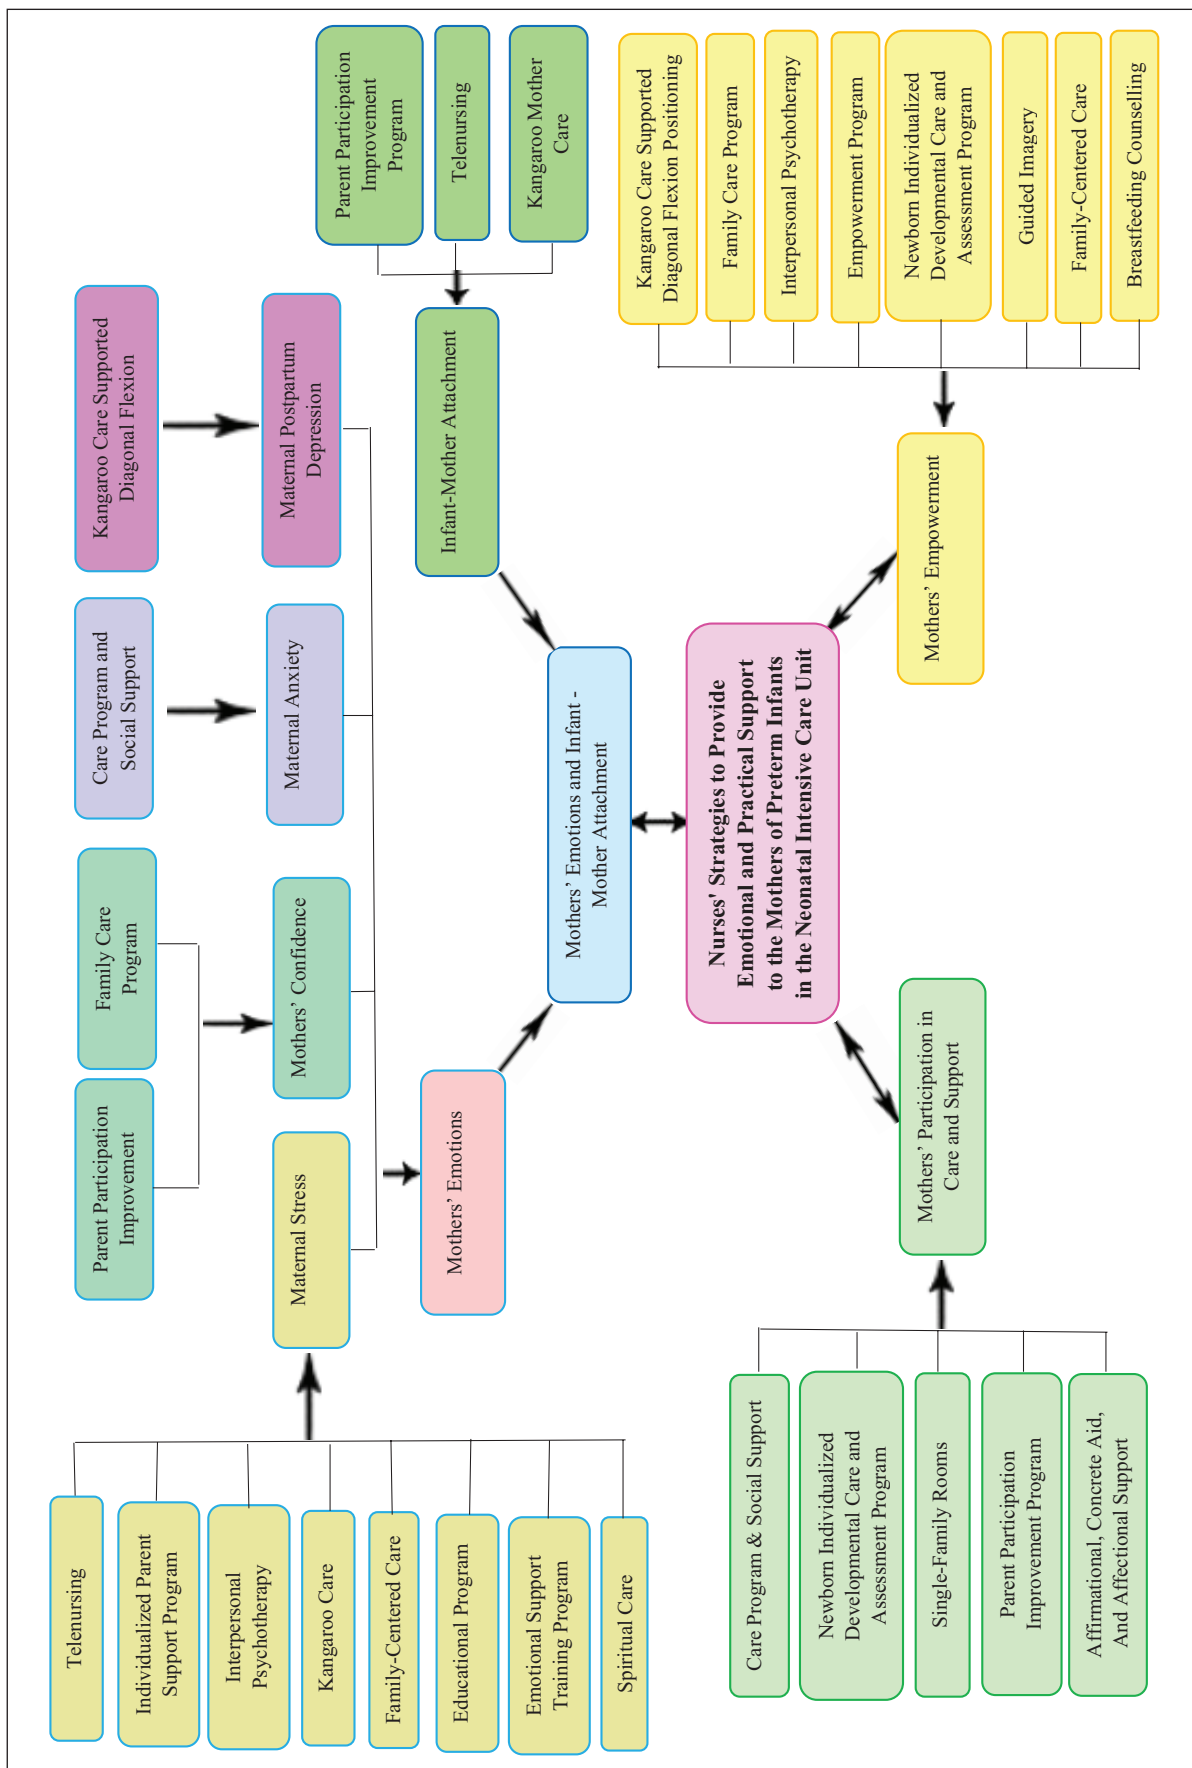 Telenursing
Individualized Parent
Support Program
Interpersonal
Psychotherapy
Kangaroo Care
Family-Centered Care
Educational Program
Emotional Support
Training Program
Spiritual Care
Maternal Stress
Parent Participation
Improvement
Family Care
Program
Mothers’ Confidence
Care Program and
Social Support
Maternal Anxiety
Kangaroo Care Supported
Diagonal Flexion
Maternal Postpartum
Depression
Mothers’ Emotions
Parent Participation
Improvement
Program
Telenursing
Kangaroo Mother
Care
Infant-Mother Attachment
Mothers’ Emotions and Infant -
Mother Attachment
Nurses' Strategies to Provide
Emotional and Practical Support
to the Mothers of Preterm Infants
in the Neonatal Intensive Care Unit
Care Program & Social Support
Newborn Individualized
Developmental Care and
Assessment Program
Single-Family Rooms
Parent Participation
Improvement Program
Affirmational, Concrete Aid,
And Affectional Support
Mothers’ Participation in
Care and Support
Mothers’ Empowerment
Kangaroo Care Supported
Diagonal Flexion Positioning
Family Care Program
Interpersonal Psychotherapy
Empowerment Program
Newborn Individualized
Developmental Care and
Assessment Program
Guided Imagery
Family-Centered Care
Breastfeeding Counselling